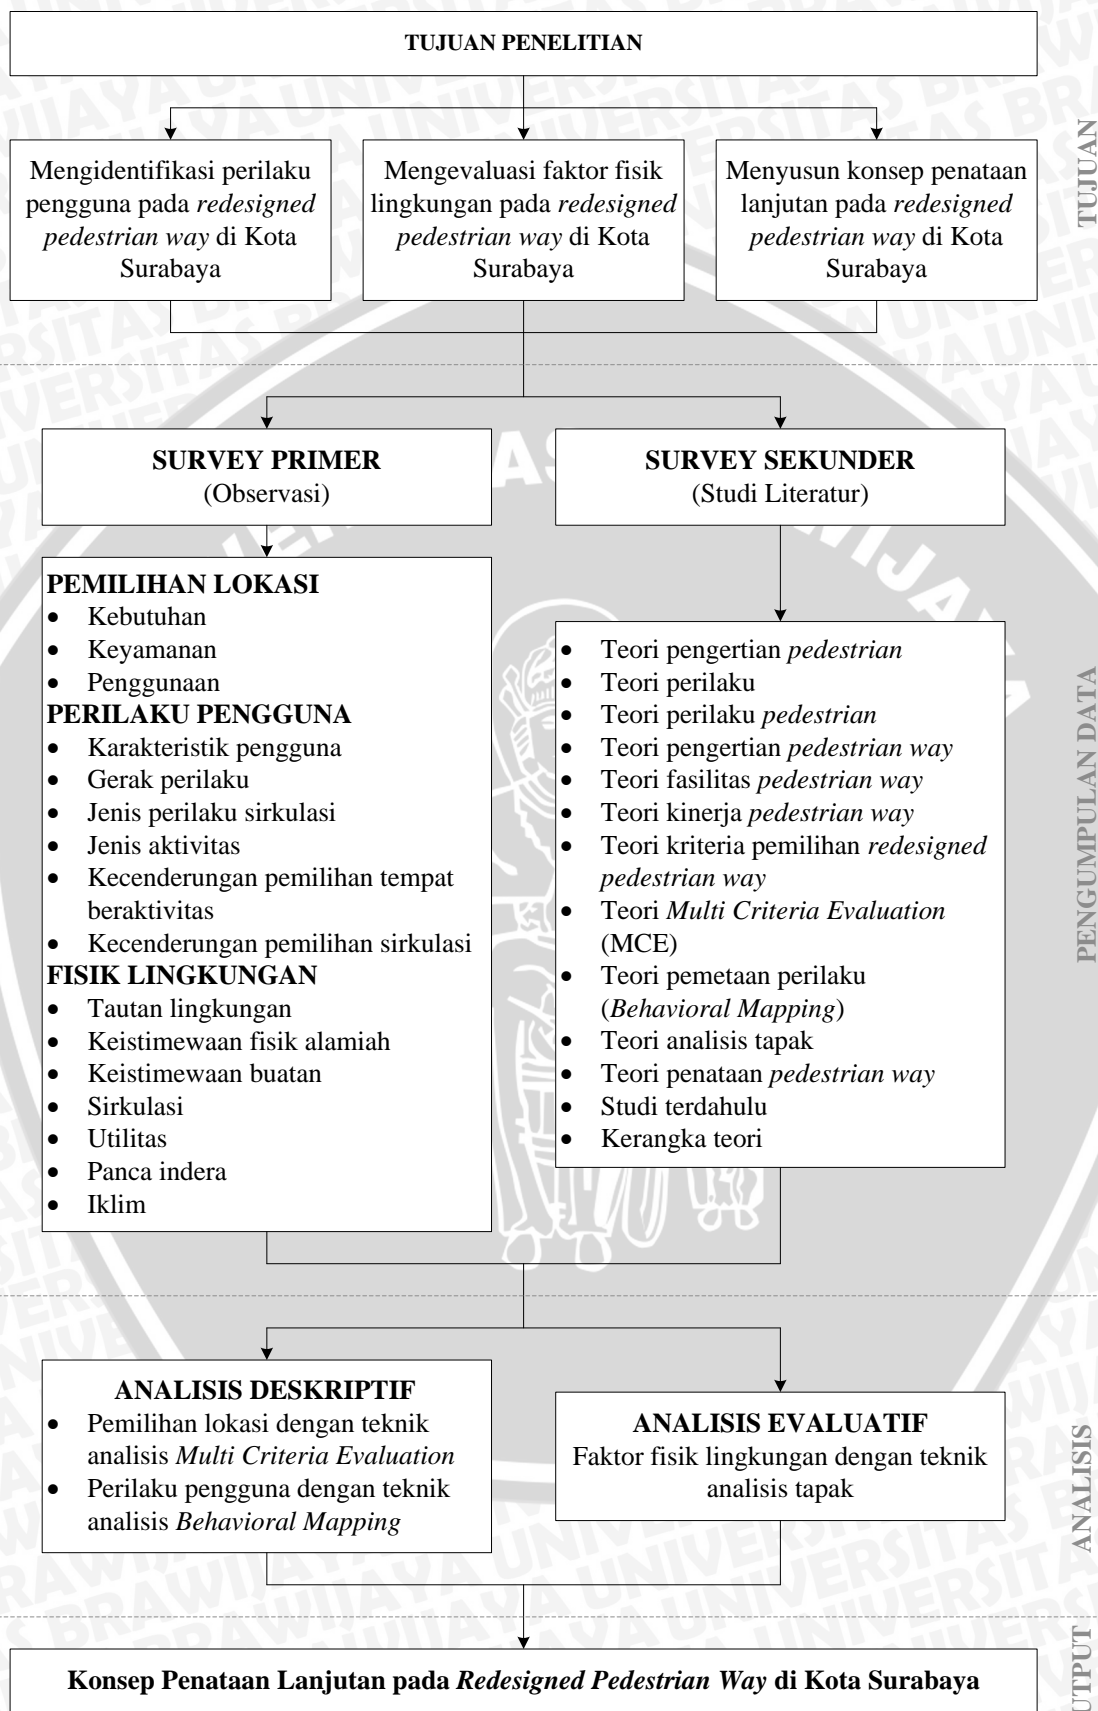 TUJUAN PENELITIAN
Mengidentifikasi perilaku
pengguna pada redesigned
pedestrian way di Kota
Surabaya
Mengevaluasi faktor fisik
lingkungan pada redesigned
pedestrian way di Kota
Surabaya
Menyusun konsep penataan
lanjutan pada redesigned
pedestrian way di Kota
Surabaya
TUJUAN
SURVEY PRIMER
(Observasi)
SURVEY SEKUNDER
(Studi Literatur)
PEMILIHAN LOKASI
• Kebutuhan
• Keyamanan
• Penggunaan
PERILAKU PENGGUNA
• Karakteristik pengguna
• Gerak perilaku
• Jenis perilaku sirkulasi
• Jenis aktivitas
• Kecenderungan pemilihan tempat
beraktivitas
• Kecenderungan pemilihan sirkulasi
FISIK LINGKUNGAN
• Tautan lingkungan
• Keistimewaan fisik alamiah
• Keistimewaan buatan
• Sirkulasi
• Utilitas
• Panca indera
• Iklim
• Teori pengertian pedestrian
• Teori perilaku
• Teori perilaku pedestrian
• Teori pengertian pedestrian way
• Teori fasilitas pedestrian way
• Teori kinerja pedestrian way
• Teori kriteria pemilihan redesigned
pedestrian way
• Teori Multi Criteria Evaluation
(MCE)
• Teori pemetaan perilaku
(Behavioral Mapping)
• Teori analisis tapak
• Teori penataan pedestrian way
• Studi terdahulu
• Kerangka teori
PENGUMPULAN DATA
ANALISIS DESKRIPTIF
• Pemilihan lokasi dengan teknik
analisis Multi Criteria Evaluation
• Perilaku pengguna dengan teknik
analisis Behavioral Mapping
ANALISIS EVALUATIF
Faktor fisik lingkungan dengan teknik
analisis tapak
ANALISIS
Konsep Penataan Lanjutan pada Redesigned Pedestrian Way di Kota Surabaya